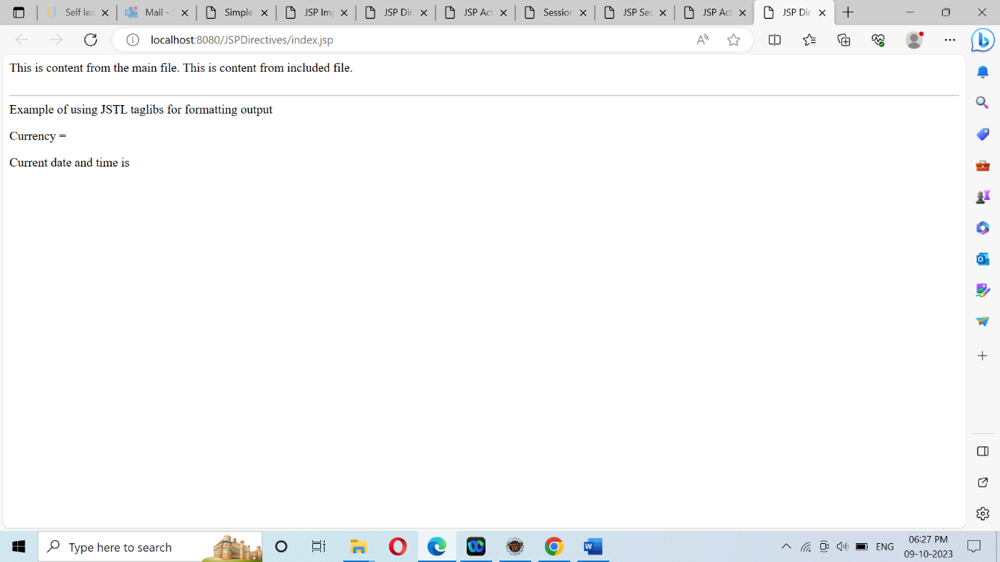 Self lea
Mail - S
Simple
JSP Im
JSP Dir
JSP Act
Session
JSP Ses
JSP Act
JSP Dir
localhost:8080/JSPDirectives/index.jsp
This is content from the main file. This is content from included file.
Example of using JSTL taglibs for formatting output
Currency =
Current date and time is
Type here to search
ENG
06:27 PM
09-10-2023